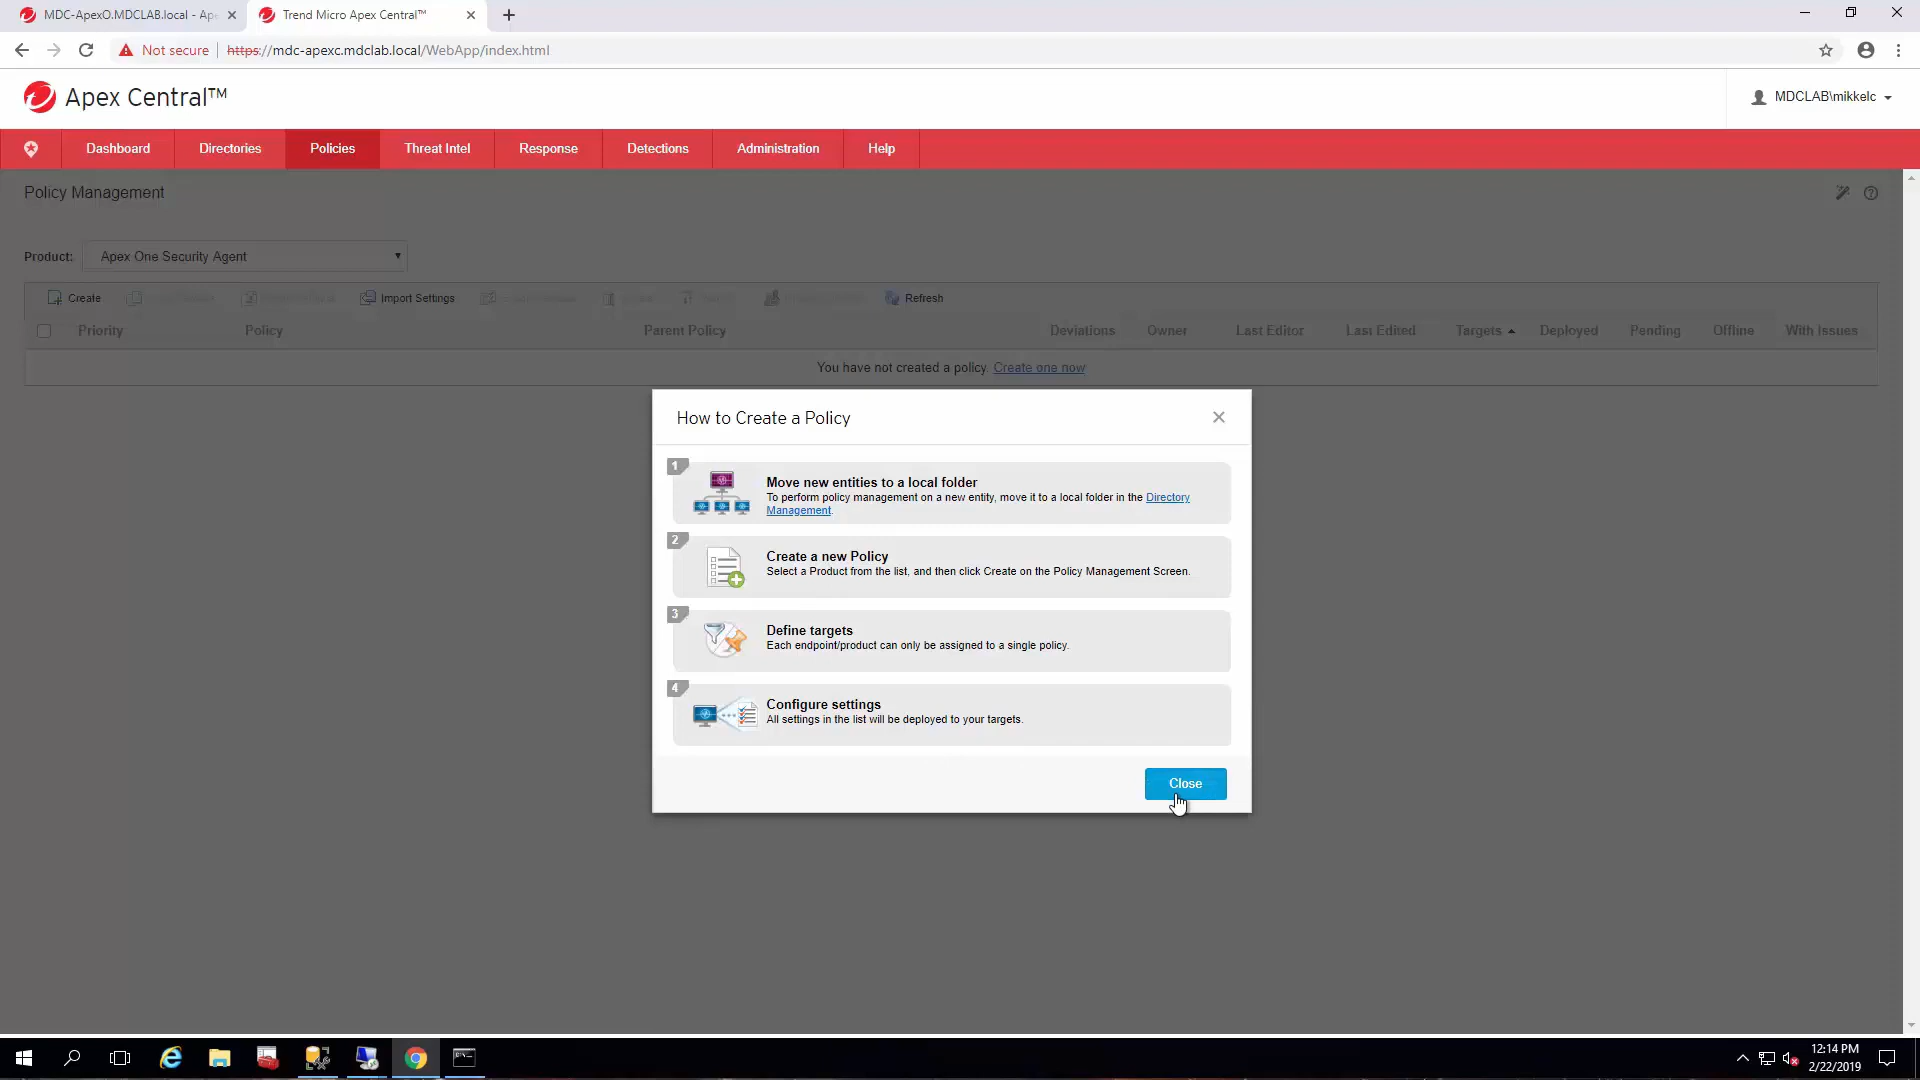 MDC-ApexO.MDCLAB.local - Ape
Trend Micro Apex Central™
Not secure
https://mdc-apexc.mdclab.local/WebApp/index.html
Apex Central™
MDCLAB\mikkelc
Dashboard
Directories
Policies
Threat Intel
Response
Detections
Administration
Help
Policy Management
Product:
Apex One Security Agent
Create
Import Settings
Refresh
Priority
Policy
Parent Policy
Deviations
Owner
Last Editor
Last Edited
Targets
Deployed
Pending
Offline
With Issues
You have not created a policy. Create one now
How to Create a Policy
1
Move new entities to a local folder
To perform policy management on a new entity, move it to a local folder in the Directory
Management.
2
Create a new Policy
Select a Product from the list, and then click Create on the Policy Management Screen.
3
Define targets
Each endpoint/product can only be assigned to a single policy.
4
Configure settings
All settings in the list will be deployed to your targets.
Close
12:14 PM
2/22/2019